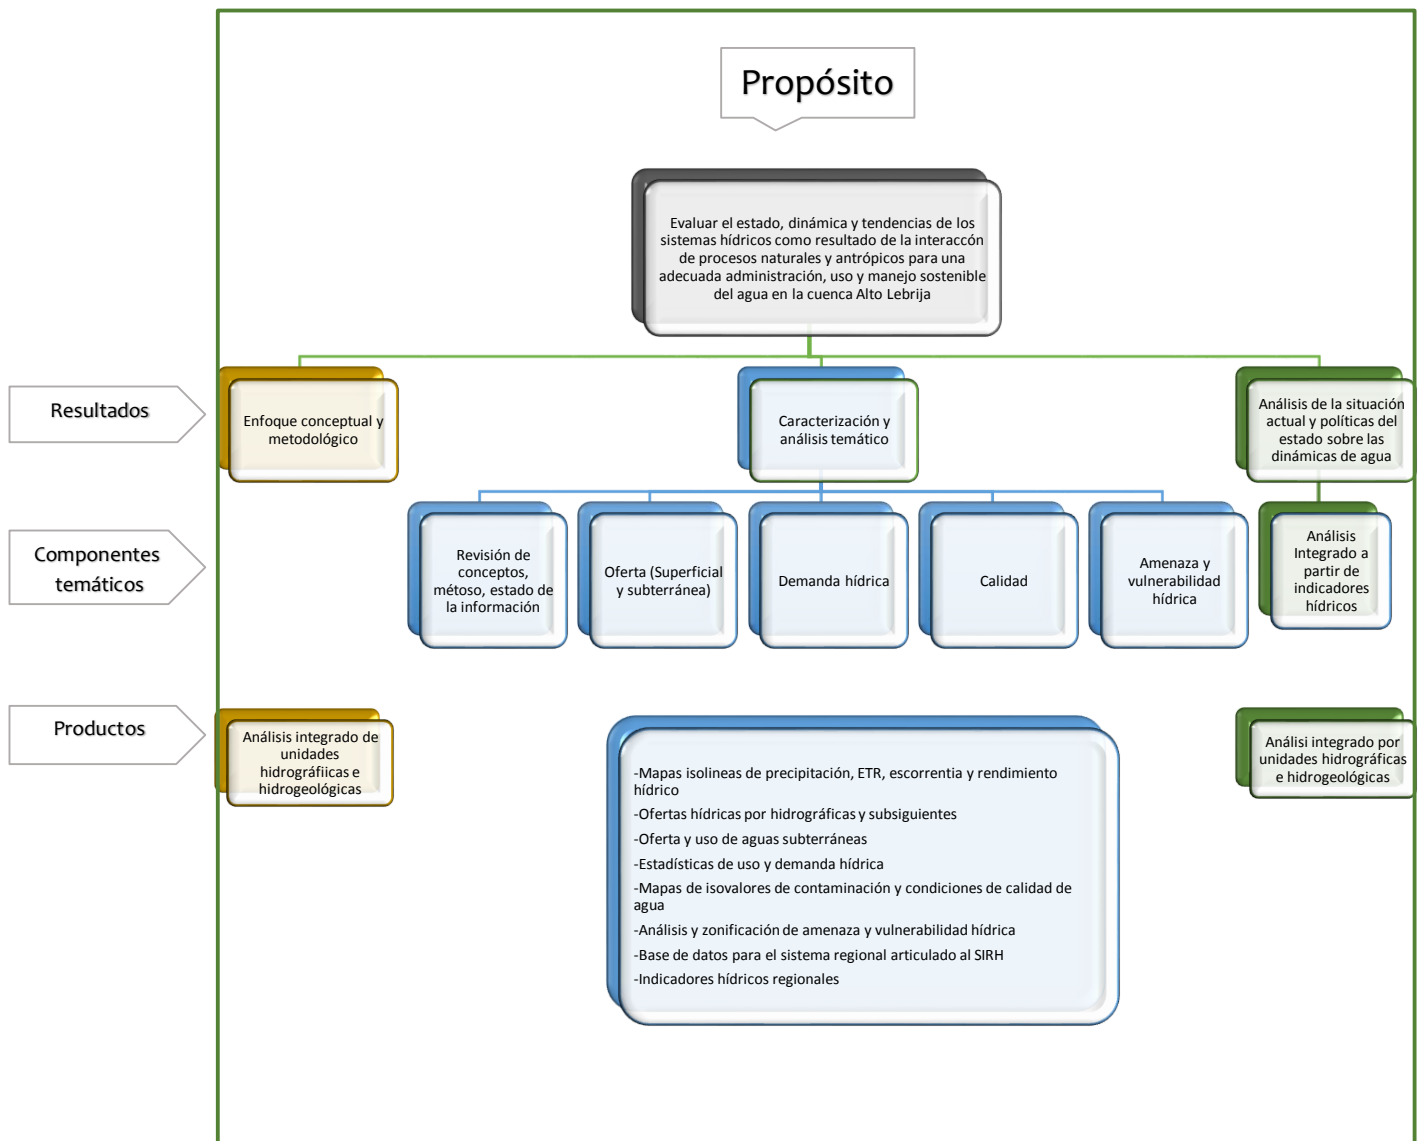 Propósito
Evaluar el estado, dinámica y tendencias de los
sistemas hídricos como resultado de la interaccón
de procesos naturales y antrópicos para una
adecuada administración, uso y manejo sostenible
del agua en la cuenca Alto Lebrija
Resultados
Enfoque conceptual y
metodológico
Caracterización y
análisis temático
Análisis de la situación
actual y políticas del
estado sobre las
dinámicas de agua
Componentes
temáticos
Revisión de
conceptos,
métoso, estado de
la información
Oferta (Superficial
y subterránea)
Demanda hídrica
Calidad
Amenaza y
vulnerabilidad
hídrica
Análisis
Integrado a
partir de
indicadores
hídricos
Productos
Análisis integrado de
unidades
hidrográfiicas e
hidrogeológicas
-Mapas isolineas de precipitación, ETR, escorrentia y rendimiento
hídrico
-Ofertas hídricas por hidrográficas y subsiguientes
-Oferta y uso de aguas subterráneas
-Estadísticas de uso y demanda hídrica
-Mapas de isovalores de contaminación y condiciones de calidad de
agua
-Análisis y zonificación de amenaza y vulnerabilidad hídrica
-Base de datos para el sistema regional articulado al SIRH
-Indicadores hídricos regionales
Análisi integrado por
unidades hidrográficas
e hidrogeológicas